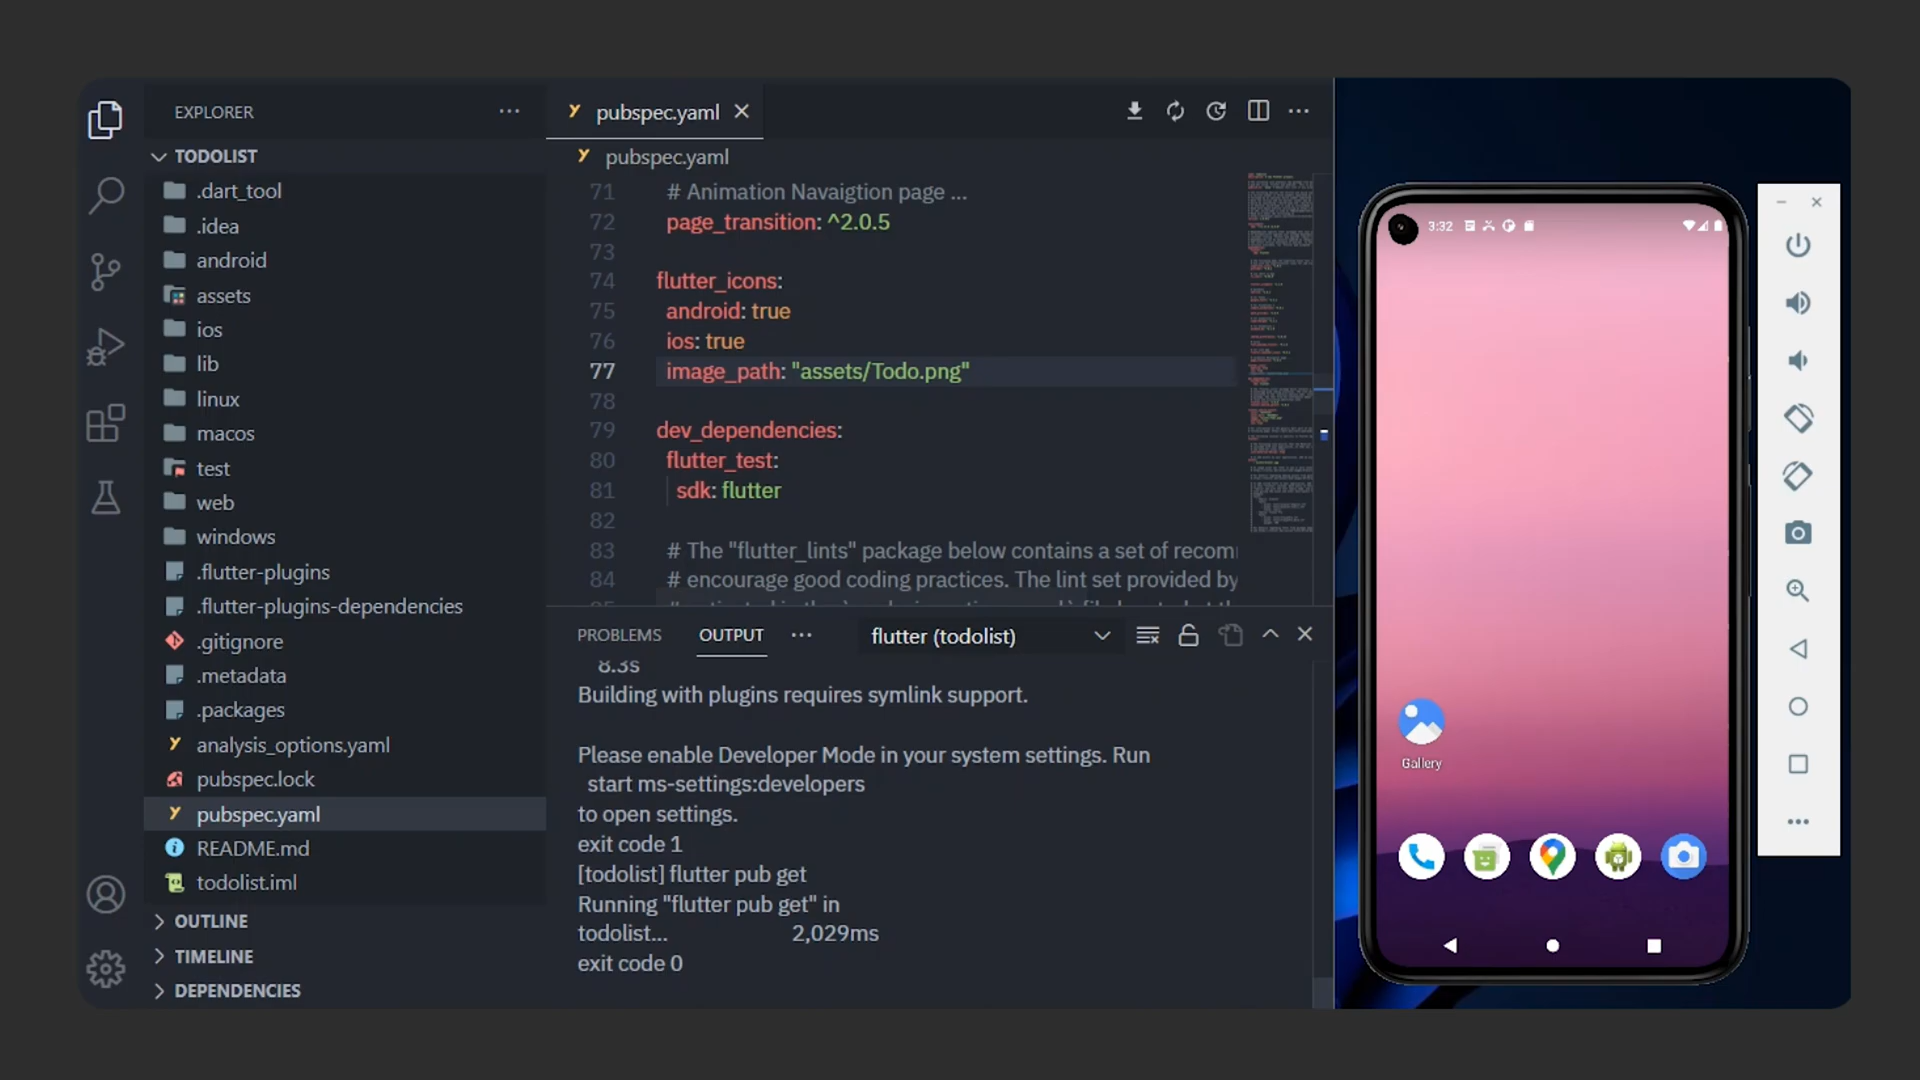 EXPLORER
TODOLIST
.dart_tool
.idea
android
assets
ios
lib
linux
macos
test
web
windows
.flutter-plugins
.flutter-plugins-dependencies
.gitignore
.metadata
.packages
analysis_options.yaml
pubspec.lock
pubspec.yaml
README.md
todolist.iml
OUTLINE
TIMELINE
DEPENDENCIES
pubspec.yaml
pubspec.yaml
71 # Animation Navaigtion page ...
72 page_transition: ^2.0.5
73
74 flutter_icons:
75 android: true
76 ios: true
77 image_path: "assets/Todo.png"
78
79 dev_dependencies:
80 flutter_test:
81 sdk: flutter
82
83 # The "flutter_lints" package below contains a set of recom
84 # encourage good coding practices. The lint set provided by
PROBLEMS OUTPUT flutter (todolist)
8.3s
Building with plugins requires symlink support.
Please enable Developer Mode in your system settings. Run
start ms-settings:developers
to open settings.
exit code 1
[todolist] flutter pub get
Running "flutter pub get" in
todolist... 2,029ms
exit code 0
3:32
Gallery